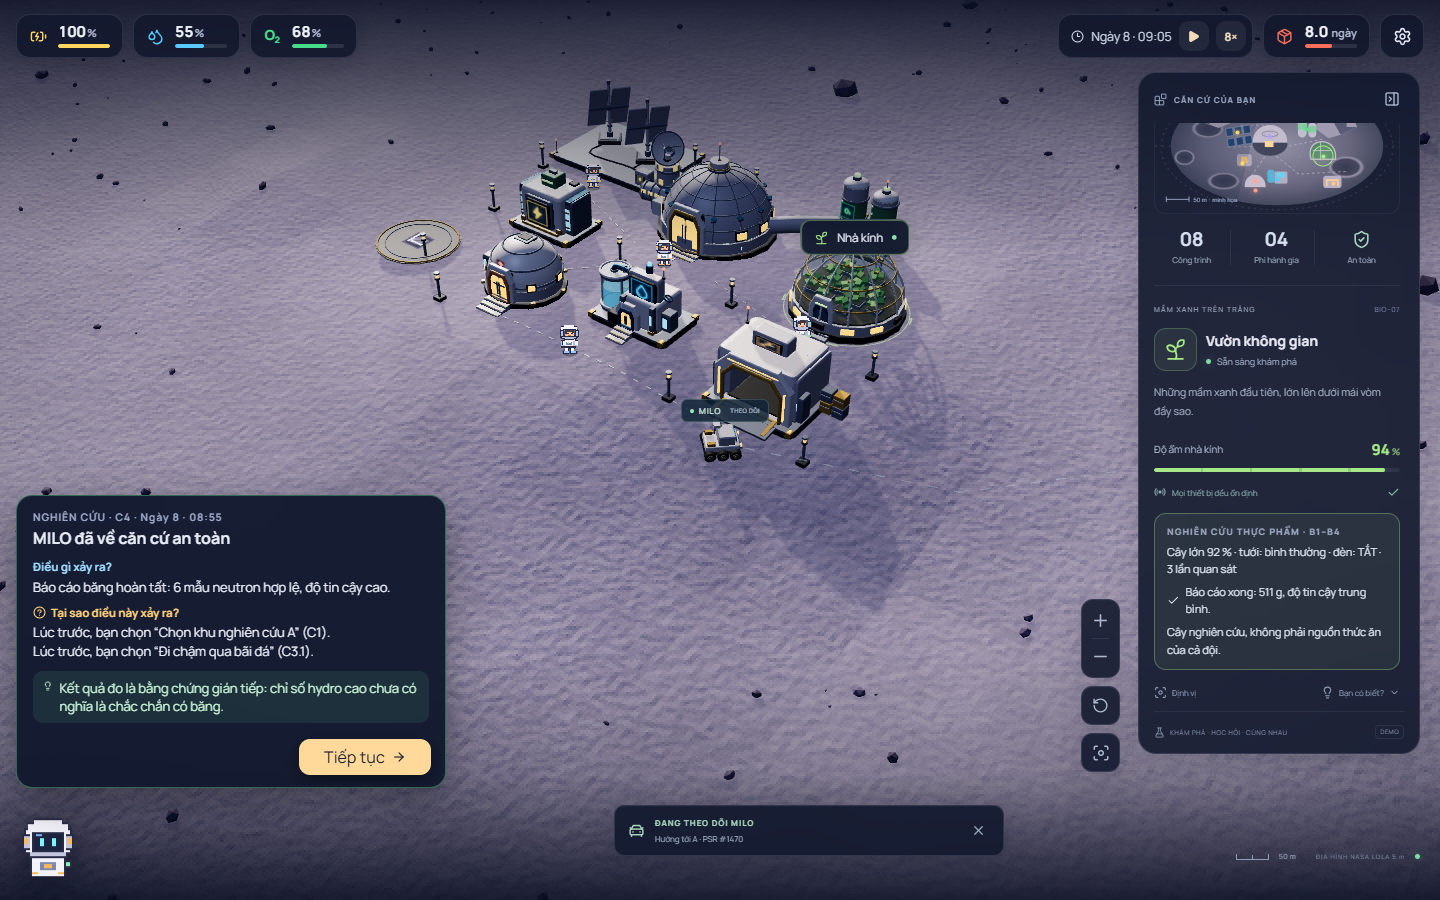 100%
55%
O₂ 68%
Ngày 8 · 09:05
8×
8.0 ngày
CĂN CỨ CỦA BẠN
50 m · minh họa
08
Công trình
04
Phi hành gia
An toàn
MẦM XANH TRÊN TRĂNG
BIO-07
Vườn không gian
Sẵn sàng khám phá
Những mầm xanh đầu tiên, lớn lên dưới mái vòm
đầy sao.
Độ ẩm nhà kính
94%
Mọi thiết bị đều ổn định
NGHIÊN CỨU THỰC PHẨM · B1–B4
Cây lớn 92 % · tưới: bình thường · đèn: TẮT ·
3 lần quan sát
Báo cáo xong: 511 g, độ tin cậy trung
bình.
Cây nghiên cứu, không phải nguồn thức ăn
của cả đội.
Định vị
Bạn có biết?
KHÁM PHÁ · HỌC HỎI · CÙNG NHAU
DEMO
Nhà kính
MILO THEO DÕI
NGHIÊN CỨU · C4 · Ngày 8 · 08:55
MILO đã về căn cứ an toàn
Điều gì xảy ra?
Báo cáo băng hoàn tất: 6 mẫu neutron hợp lệ, độ tin cậy cao.
Tại sao điều này xảy ra?
Lúc trước, bạn chọn “Chọn khu nghiên cứu A” (C1).
Lúc trước, bạn chọn “Đi chậm qua bãi đá” (C3.1).
Kết quả đo là bằng chứng gián tiếp: chỉ số hydro cao chưa có
nghĩa là chắc chắn có băng.
Tiếp tục
ĐANG THEO DÕI MILO
Hướng tới A · PSR #1470
50 m
ĐỊA HÌNH NASA LOLA 5 m